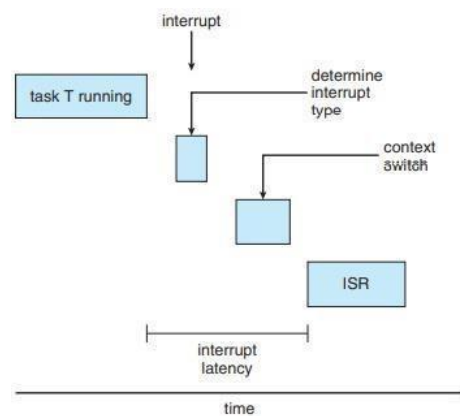 interrupt
task T running
determine
interrupt
type
context
switch
ISR
interrupt
latency
time